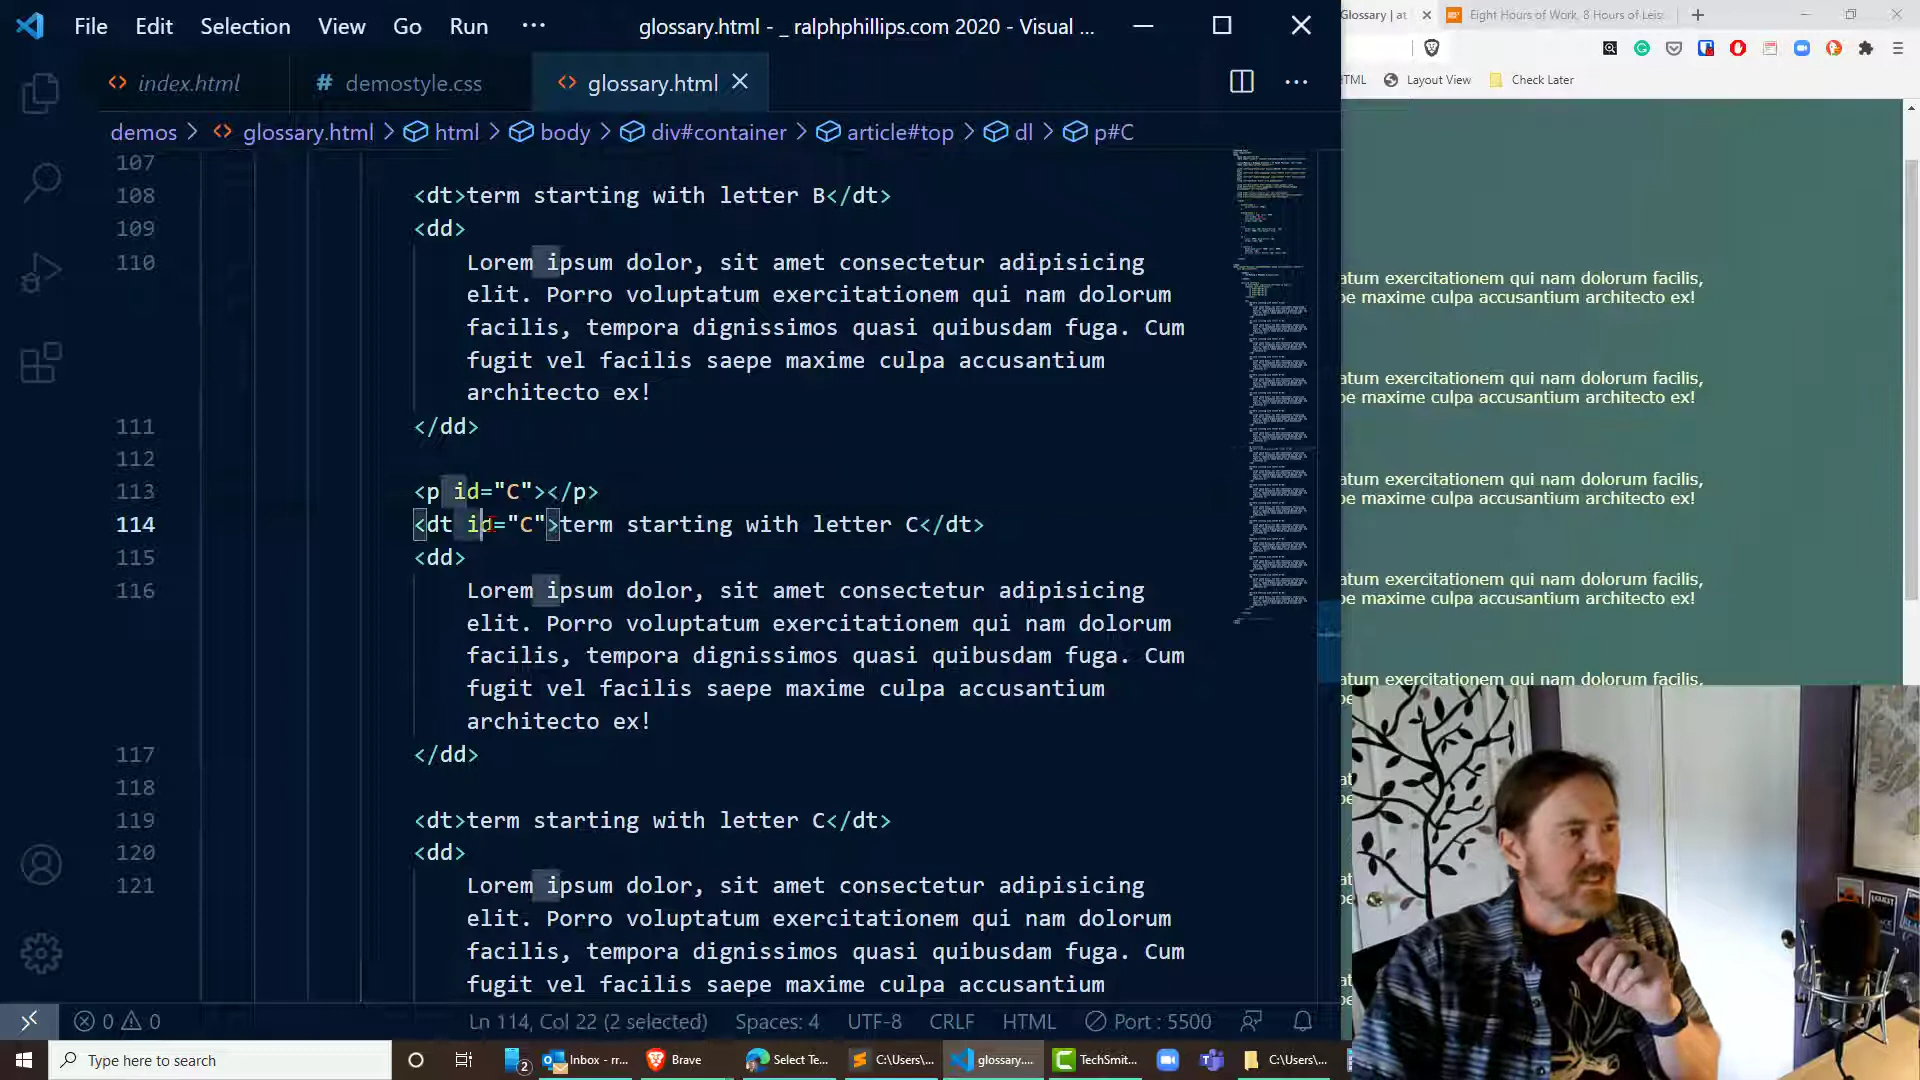 File Edit Selection View Go Run ··· glossary.html - _ ralphphillips.com 2020 - Visual ...
index.html # demostyle.css glossary.html
demos > glossary.html > html > body > div#container > article#top > dl > p#C
107
108 <dt>term starting with letter B</dt>
109 <dd>
110 Lorem ipsum dolor, sit amet consectetur adipisicing
elit. Porro voluptatum exercitationem qui nam dolorum
facilis, tempora dignissimos quasi quibusdam fuga. Cum
fugit vel facilis saepe maxime culpa accusantium
architecto ex!
111 </dd>
112
113 <p id="C"></p>
114 <dt id="C">term starting with letter C</dt>
115 <dd>
116 Lorem ipsum dolor, sit amet consectetur adipisicing
elit. Porro voluptatum exercitationem qui nam dolorum
facilis, tempora dignissimos quasi quibusdam fuga. Cum
fugit vel facilis saepe maxime culpa accusantium
architecto ex!
117 </dd>
118
119 <dt>term starting with letter C</dt>
120 <dd>
121 Lorem ipsum dolor, sit amet consectetur adipisicing
elit. Porro voluptatum exercitationem qui nam dolorum
facilis, tempora dignissimos quasi quibusdam fuga. Cum
fugit vel facilis saepe maxime culpa accusantium
0 0 Ln 114, Col 22 (2 selected) Spaces: 4 UTF-8 CRLF HTML Port : 5500
Glossary | at Eight Hours of Work, 8 Hours of Leis
HTML Layout View Check Later
atum exercitationem qui nam dolorum facilis,
pe maxime culpa accusantium architecto ex!
atum exercitationem qui nam dolorum facilis,
pe maxime culpa accusantium architecto ex!
atum exercitationem qui nam dolorum facilis,
pe maxime culpa accusantium architecto ex!
atum exercitationem qui nam dolorum facilis,
pe maxime culpa accusantium architecto ex!
atum exercitationem qui nam dolorum facilis,
Type here to search 2 Inbox - rr... Brave Select Te... C:\Users\... glossary.... TechSmit... C:\Users\...